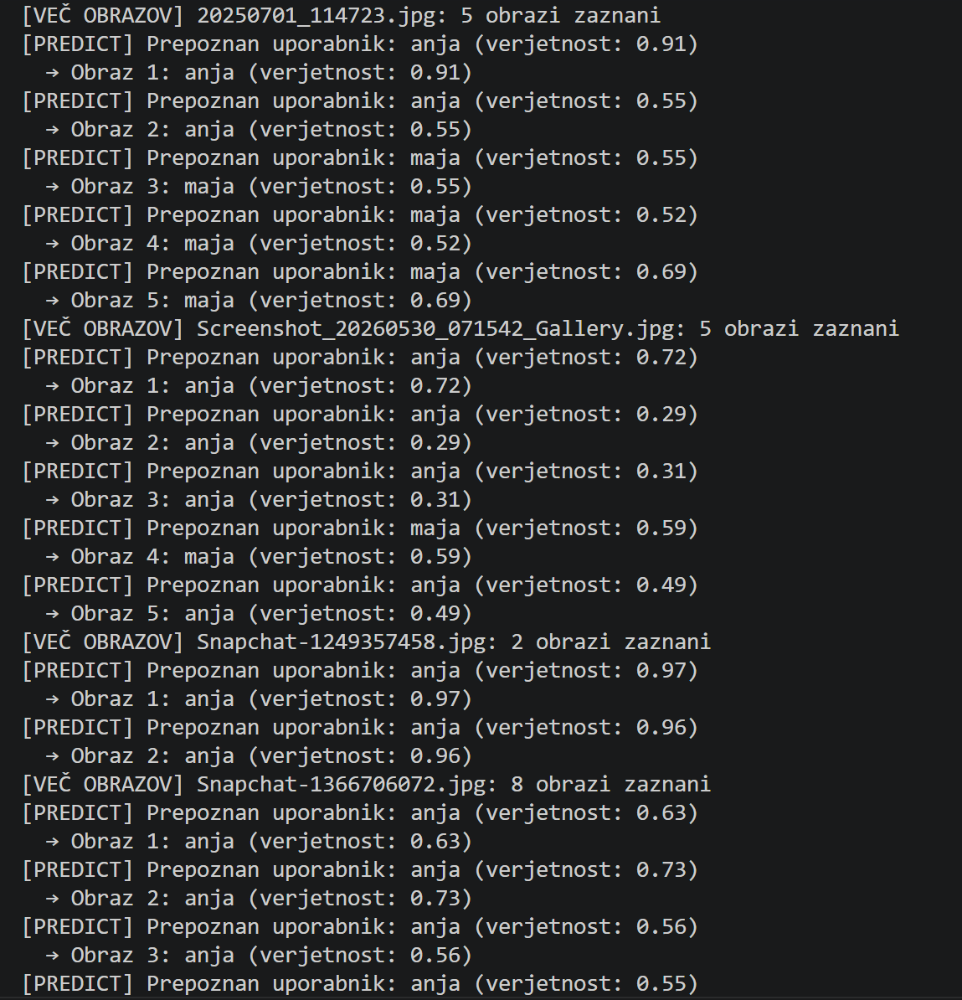 [VEČ OBRAZOV] 20250701_114723.jpg: 5 obrazi zaznani
[PREDICT] Prepoznan uporabnik: anja (verjetnost: 0.91)
→ Obraz 1: anja (verjetnost: 0.91)
[PREDICT] Prepoznan uporabnik: anja (verjetnost: 0.55)
→ Obraz 2: anja (verjetnost: 0.55)
[PREDICT] Prepoznan uporabnik: maja (verjetnost: 0.55)
→ Obraz 3: maja (verjetnost: 0.55)
[PREDICT] Prepoznan uporabnik: maja (verjetnost: 0.52)
→ Obraz 4: maja (verjetnost: 0.52)
[PREDICT] Prepoznan uporabnik: maja (verjetnost: 0.69)
→ Obraz 5: maja (verjetnost: 0.69)
[VEČ OBRAZOV] Screenshot_20260530_071542_Gallery.jpg: 5 obrazi zaznani
[PREDICT] Prepoznan uporabnik: anja (verjetnost: 0.72)
→ Obraz 1: anja (verjetnost: 0.72)
[PREDICT] Prepoznan uporabnik: anja (verjetnost: 0.29)
→ Obraz 2: anja (verjetnost: 0.29)
[PREDICT] Prepoznan uporabnik: anja (verjetnost: 0.31)
→ Obraz 3: anja (verjetnost: 0.31)
[PREDICT] Prepoznan uporabnik: maja (verjetnost: 0.59)
→ Obraz 4: maja (verjetnost: 0.59)
[PREDICT] Prepoznan uporabnik: anja (verjetnost: 0.49)
→ Obraz 5: anja (verjetnost: 0.49)
[VEČ OBRAZOV] Snapchat-1249357458.jpg: 2 obrazi zaznani
[PREDICT] Prepoznan uporabnik: anja (verjetnost: 0.97)
→ Obraz 1: anja (verjetnost: 0.97)
[PREDICT] Prepoznan uporabnik: anja (verjetnost: 0.96)
→ Obraz 2: anja (verjetnost: 0.96)
[VEČ OBRAZOV] Snapchat-1366706072.jpg: 8 obrazi zaznani
[PREDICT] Prepoznan uporabnik: anja (verjetnost: 0.63)
→ Obraz 1: anja (verjetnost: 0.63)
[PREDICT] Prepoznan uporabnik: anja (verjetnost: 0.73)
→ Obraz 2: anja (verjetnost: 0.73)
[PREDICT] Prepoznan uporabnik: anja (verjetnost: 0.56)
→ Obraz 3: anja (verjetnost: 0.56)
[PREDICT] Prepoznan uporabnik: anja (verjetnost: 0.55)